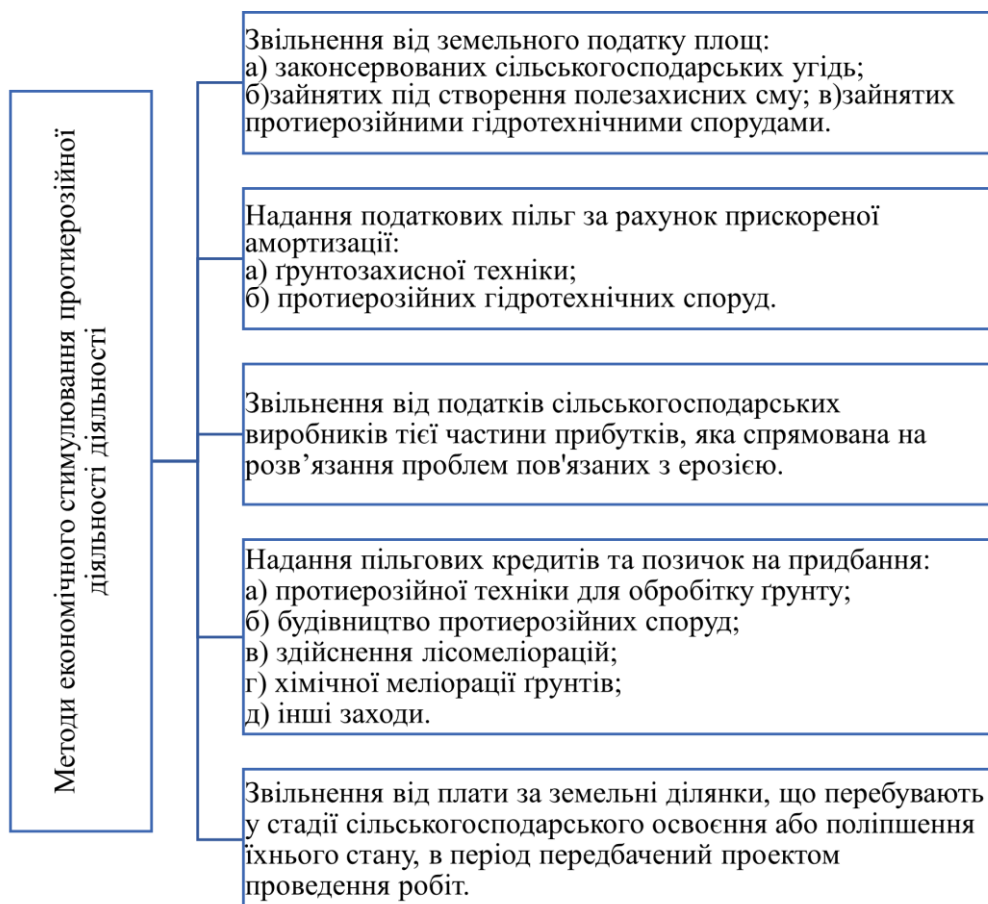 Методи економічного стимулювання протиерозійної
діяльності діяльності
Звільнення від земельного податку площ:
а) законсервованих сільськогосподарських угідь;
б)зайнятих під створення полезахисних сму; в)зайнятих
протиерозійними гідротехнічними спорудами.
Надання податкових пільг за рахунок прискореної
амортизації:
а) ґрунтозахисної техніки;
б) протиерозійних гідротехнічних споруд.
Звільнення від податків сільськогосподарських
виробників тієї частини прибутків, яка спрямована на
розв’язання проблем пов'язаних з ерозією.
Надання пільгових кредитів та позичок на придбання:
а) протиерозійної техніки для обробітку ґрунту;
б) будівництво протиерозійних споруд;
в) здійснення лісомеліорацій;
г) хімічної меліорації ґрунтів;
д) інші заходи.
Звільнення від плати за земельні ділянки, що перебувають
у стадії сільськогосподарського освоєння або поліпшення
їхнього стану, в період передбачений проектом
проведення робіт.